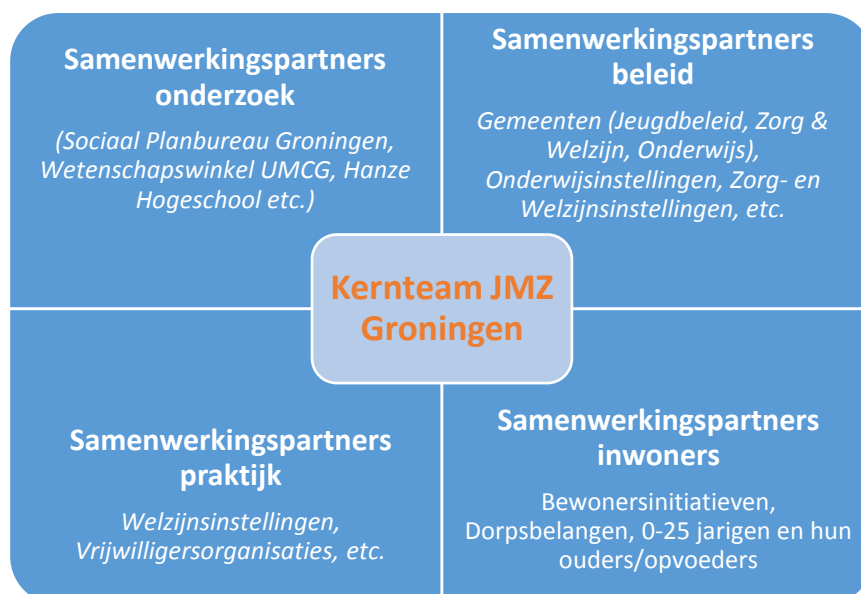 Samenwerkingspartners
onderzoek
(Sociaal Planbureau Groningen,
Wetenschapswinkel UMCG, Hanze
Hogeschool etc.)
Samenwerkingspartners
beleid
Gemeenten (Jeugdbeleid, Zorg &
Welzijn, Onderwijs),
Onderwijsinstellingen, Zorg- en
Welzijnsinstellingen, etc.
Kernteam JMZ
Groningen
Samenwerkingspartners
praktijk
Welzijnsinstellingen,
Vrijwilligersorganisaties, etc.
Samenwerkingspartners
inwoners
Bewonersinitiatieven,
Dorpsbelangen, 0-25 jarigen en hun
ouders/opvoeders